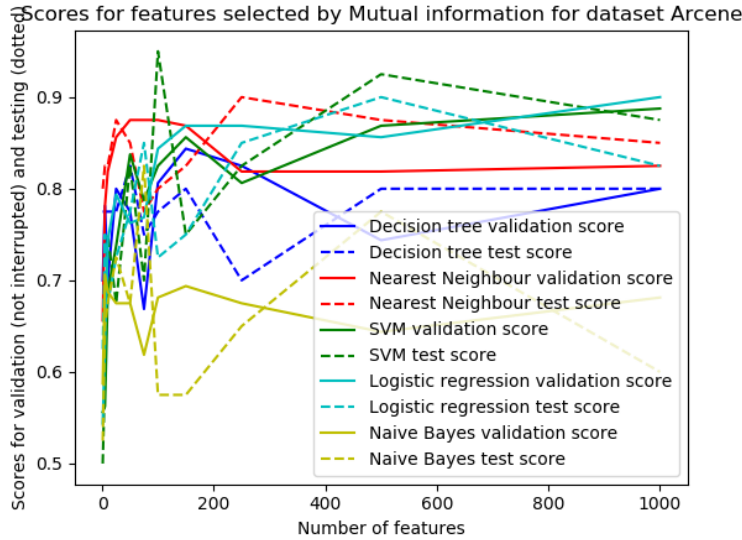 Scores for features selected by Mutual information for dataset Arcene
Scores for validation (not interrupted) and testing (dotted)
0.9
0.8
0.7
0.6
0.5
Decision tree validation score
Decision tree test score
Nearest Neighbour validation score
Nearest Neighbour test score
SVM validation score
SVM test score
Logistic regression validation score
Logistic regression test score
Naive Bayes validation score
Naive Bayes test score
0 200 400 600 800 1000
Number of features